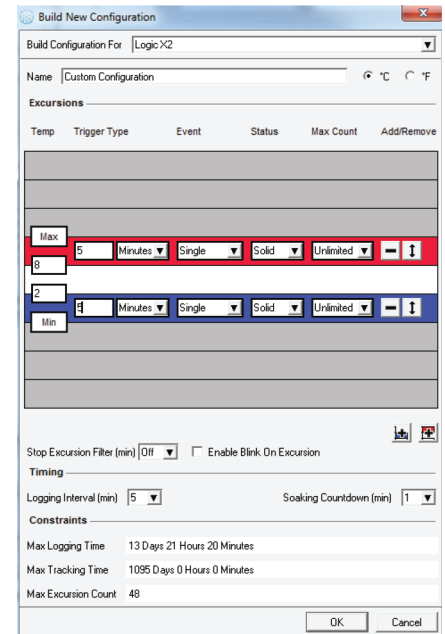 Build New Configuration
Build Configuration For Logic X2
Name Custom Configuration °C °F
Excursions
Temp Trigger Type Event Status Max Count Add/Remove
Max
5 Minutes Single Solid Unlimited
8
2
5 Minutes Single Solid Unlimited
Min
Stop Excursion Filter (min) Off Enable Blink On Excursion
Timing
Logging Interval (min) 5 Soaking Countdown (min) 1
Constraints
Max Logging Time 13 Days 21 Hours 20 Minutes
Max Tracking Time 1095 Days 0 Hours 0 Minutes
Max Excursion Count 48
OK Cancel